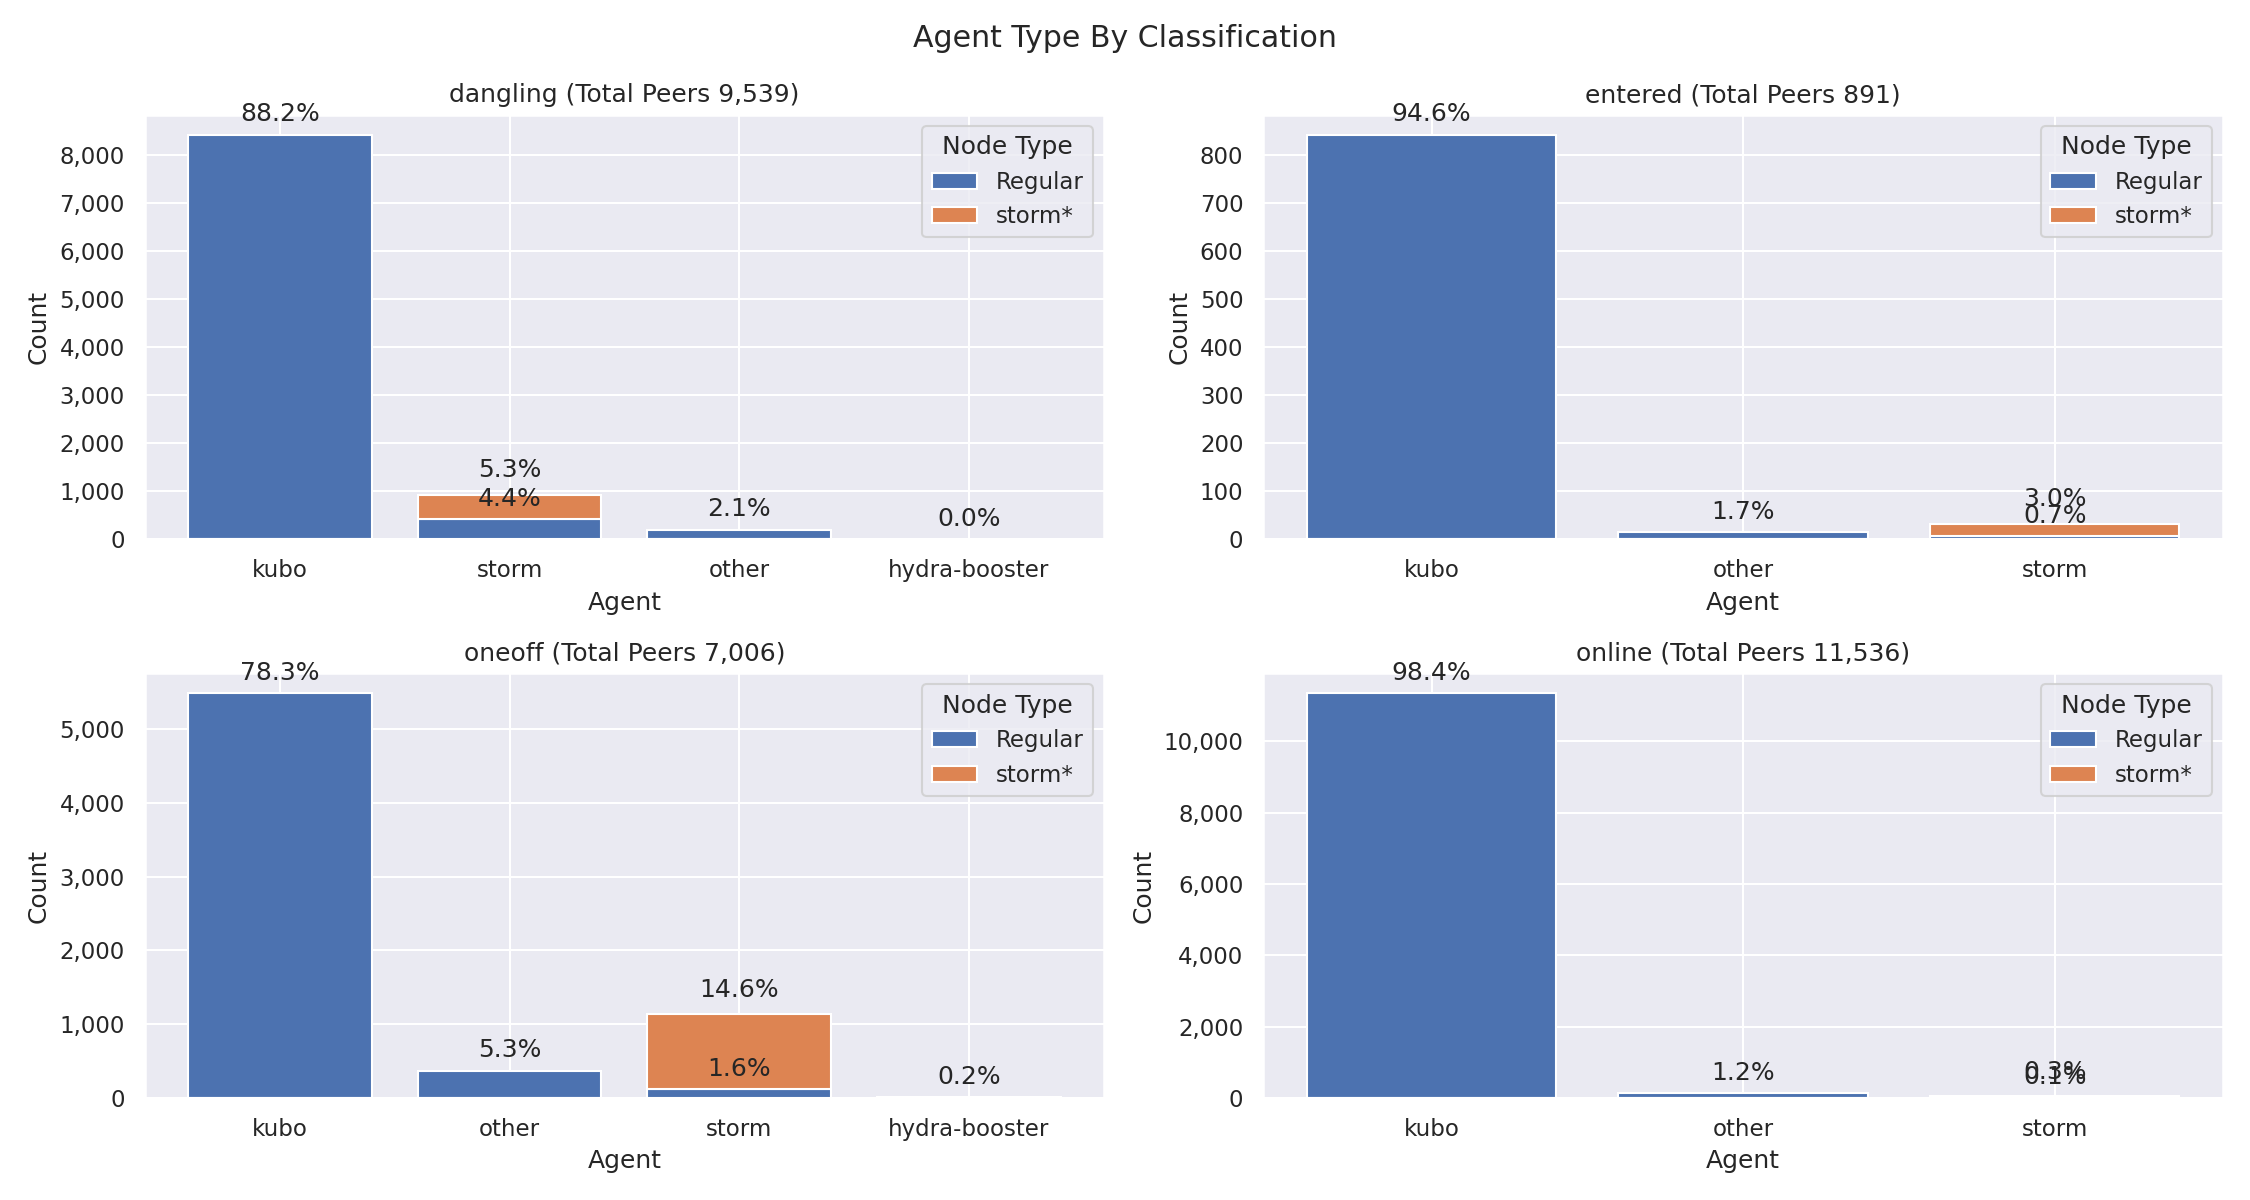 Agent Type By Classification
dangling (Total Peers 9,539)
88.2%
8,000
7,000
6,000
5,000
4,000
3,000
2,000
1,000
0
Count
5.3%
4.4%
2.1%
0.0%
Node Type
Regular
storm*
kubo storm other hydra-booster
Agent
entered (Total Peers 891)
94.6%
800
700
600
500
400
300
200
100
0
Count
1.7%
3.0%
0.7%
Node Type
Regular
storm*
kubo other storm
Agent
oneoff (Total Peers 7,006)
78.3%
5,000
4,000
3,000
2,000
1,000
0
Count
5.3%
14.6%
1.6%
0.2%
Node Type
Regular
storm*
kubo other storm hydra-booster
Agent
online (Total Peers 11,536)
98.4%
10,000
8,000
6,000
4,000
2,000
0
Count
1.2%
0.3%
0.1%
Node Type
Regular
storm*
kubo other storm
Agent